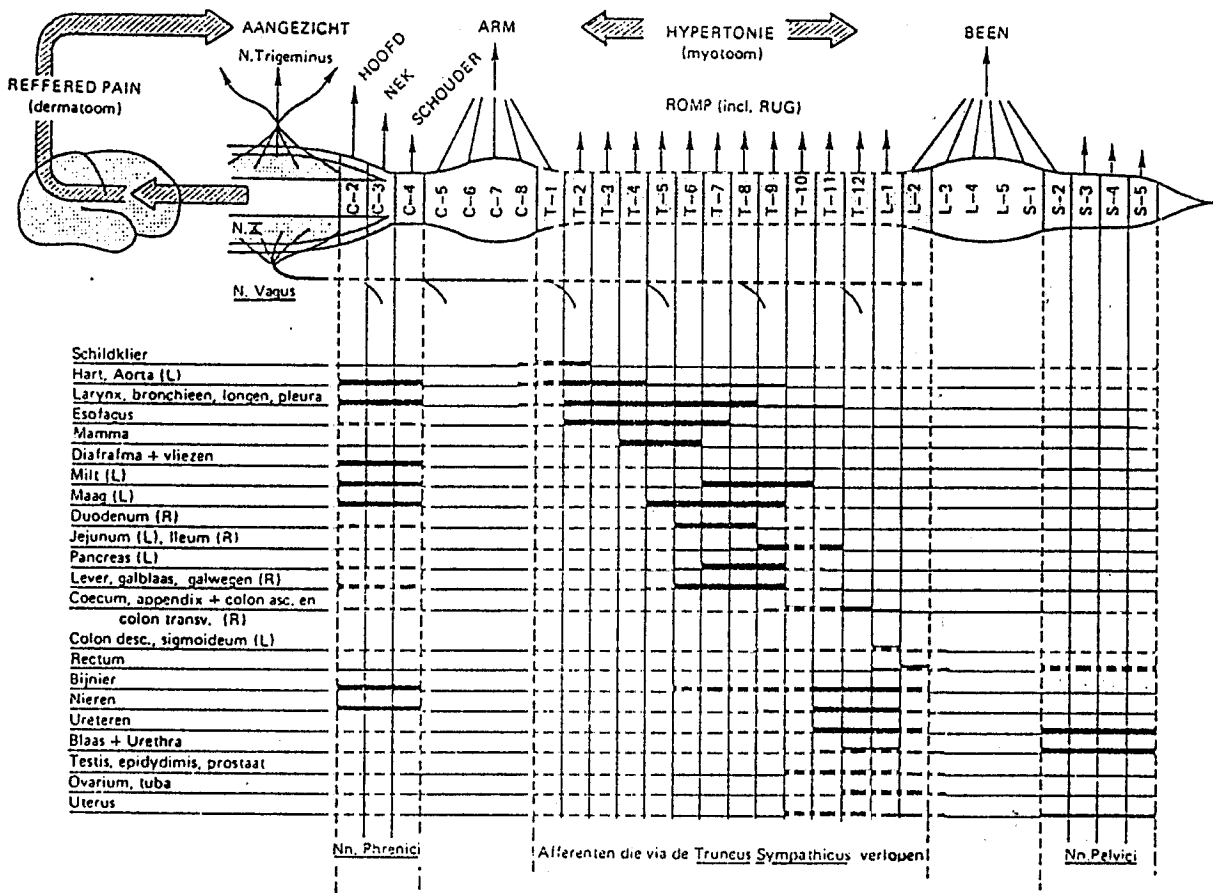 AANGEZICHT
N.Trigeminus
REFFERED PAIN
(dermatoom)
HOOFD
NEK
SCHOUDER
ARM
HYPERTONIE
(myotoom)
ROMP (incl. RUG)
BEEN
C-2 C-3 C-4 C-5 C-6 C-7 C-8 T-1 T-2 T-3 T-4 T-5 T-6 T-7 T-8 T-9 T-10 T-11 T-12 L-1 L-2 L-3 L-4 L-5 S-1 S-2 S-3 S-4 S-5
N.
N. Vagus
Schildklier
Hart, Aorta (L)
Larynx, bronchieen, longen, pleura
Esofagus
Mamma
Diafrafma + vliezen
Milt (L)
Maag (L)
Duodenum (R)
Jejunum (L), Ileum (R)
Pancreas (L)
Lever, galblaas, galwegen (R)
Coecum, appendix + colon asc. en
colon transv. (R)
Colon desc., sigmoideum (L)
Rectum
Bijnier
Nieren
Ureteren
Blaas + Urethra
Testis, epidydimis, prostaat
Ovarium, tuba
Uterus
Nn. Phrenici
Afferenten die via de Truncus Sympathicus verlopen
Nn.Pelvici